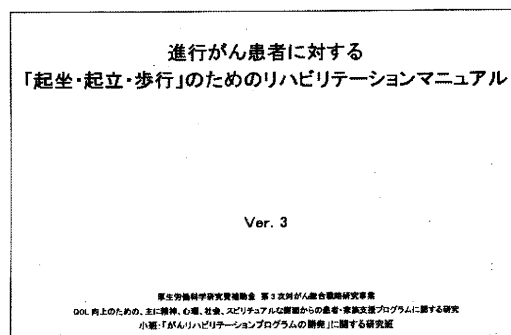 進行がん患者に対する
「起坐・起立・歩行」のためのリハビリテーションマニュアル
Ver. 3
厚生労働科学研究費補助金 第3次対がん総合戦略研究事業
QOL 向上のための、主に精神、心理、社会、スピリチュアルな側面からの患者・家族支援プログラムに関する研究
小班・「がんリハビリテーションプログラムの開発」に関する研究班